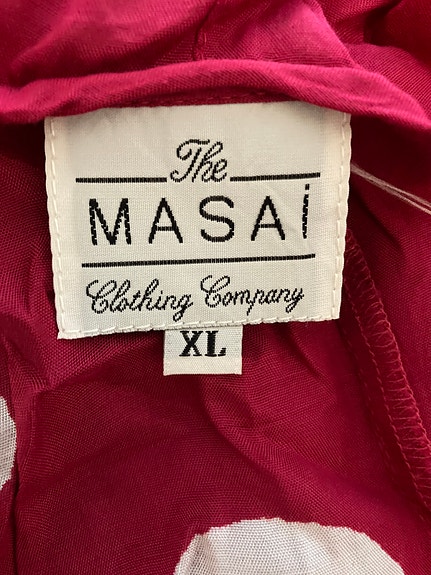 The
MASAi
Clothing Company
XL